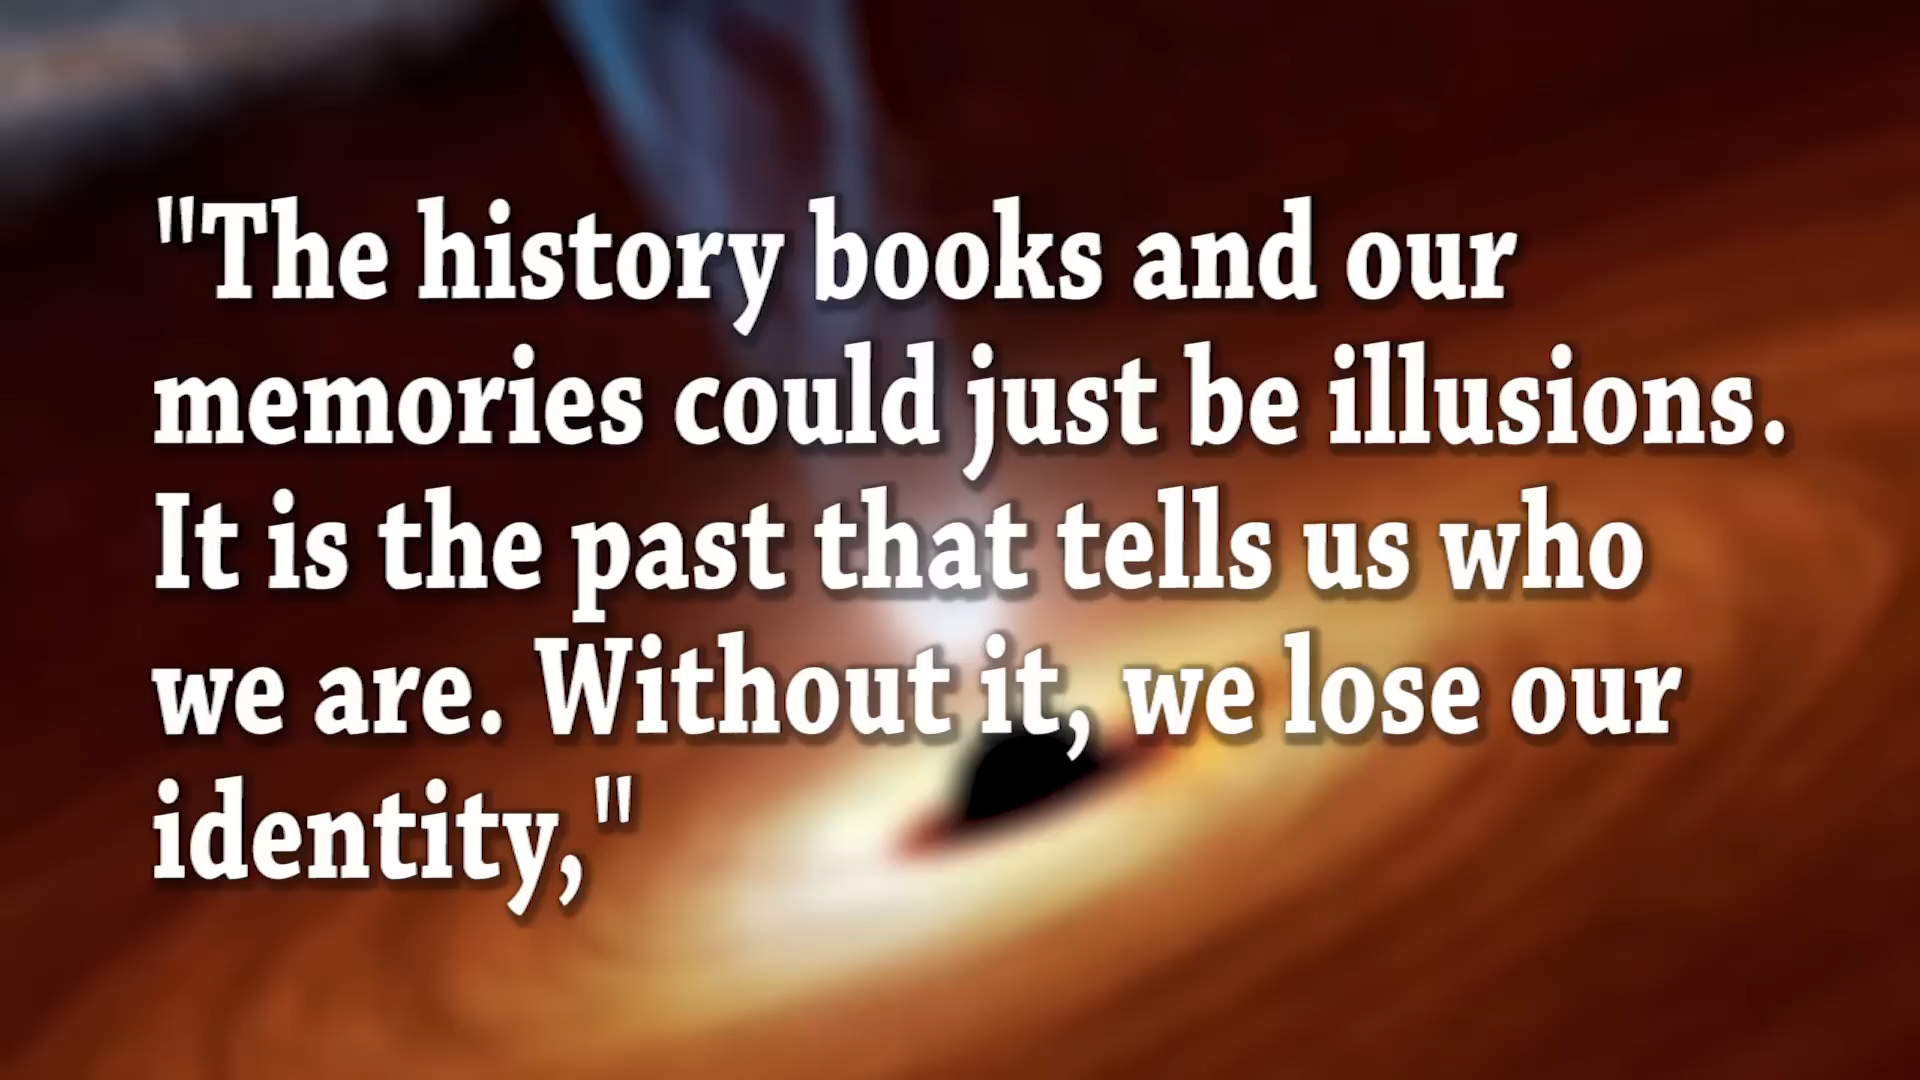 "The history books and our
memories could just be illusions.
It is the past that tells us who
we are. Without it, we lose our
identity,"